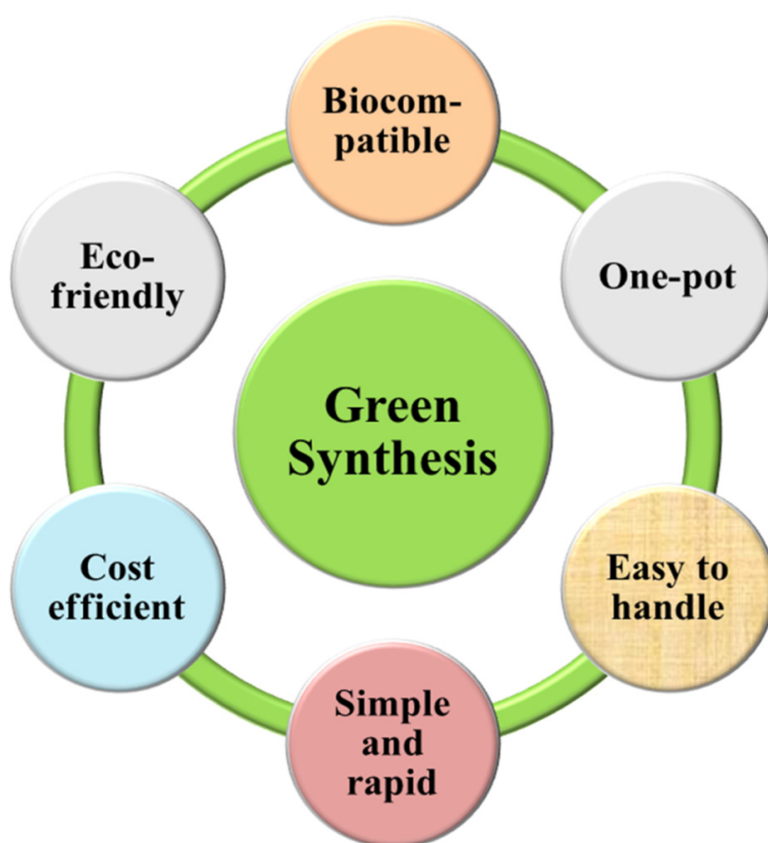 Biocom-
patible
One-pot
Easy to
handle
Simple
and
rapid
Cost
efficient
Eco-
friendly
Green
Synthesis